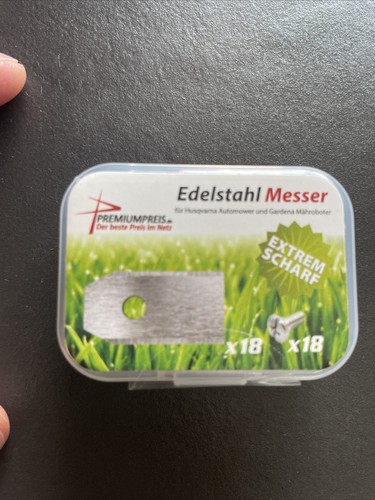 PREMIUMPREIS.de
Der beste Preis im Netz
Edelstahl Messer
für Husqvarna Automower und Gardena Mähroboter
EXTREM
SCHARF
x18
x18